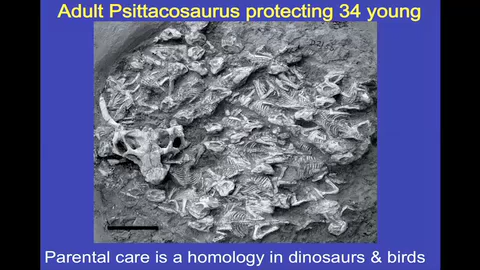 Adult Psittacosaurus protecting 34 young
Parental care is a homology in dinosaurs & birds